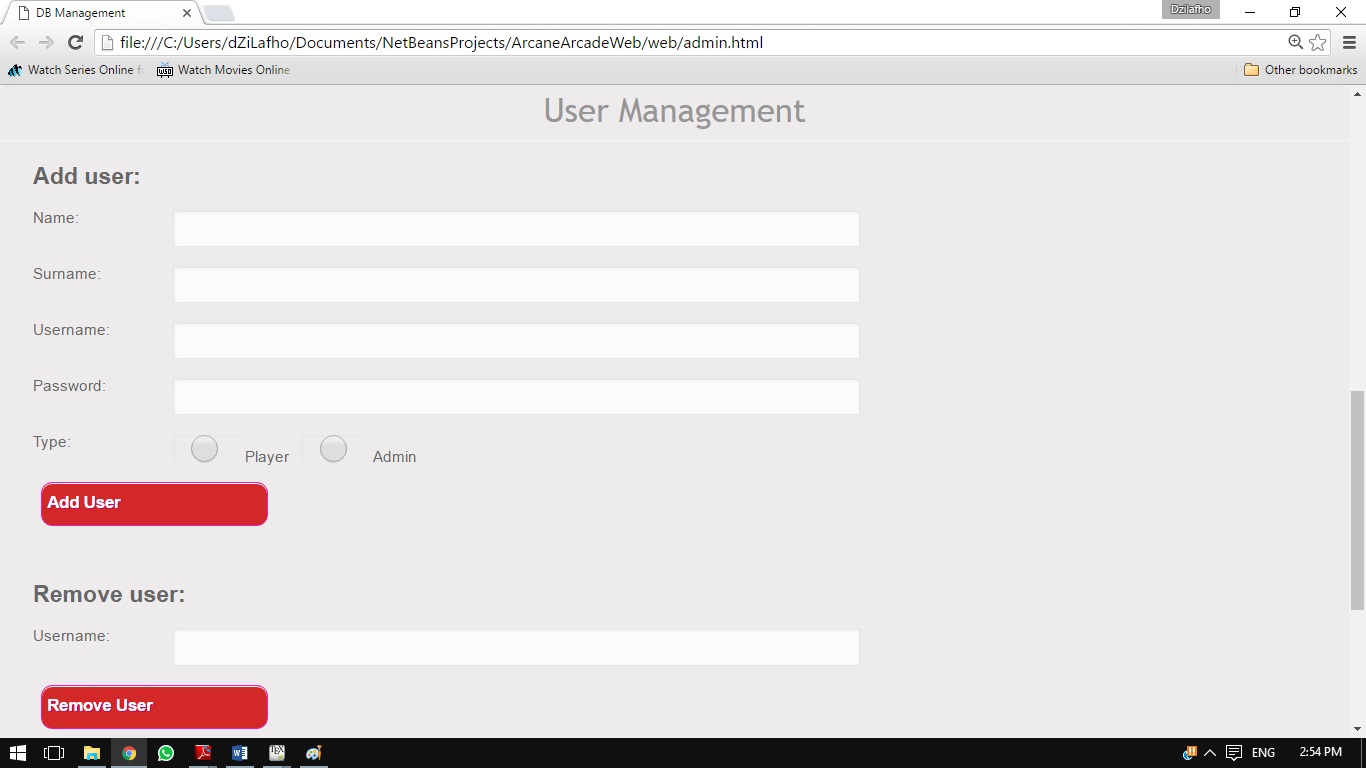 DB Management
Dzilafho
file:///C:/Users/dZiLafho/Documents/NetBeansProjects/ArcaneArcadeWeb/web/admin.html
Watch Series Online f
Watch Movies Online
Other bookmarks
User Management
Add user:
Name:
Surname:
Username:
Password:
Type:
Player
Admin
Add User
Remove user:
Username:
Remove User
ENG
2:54 PM